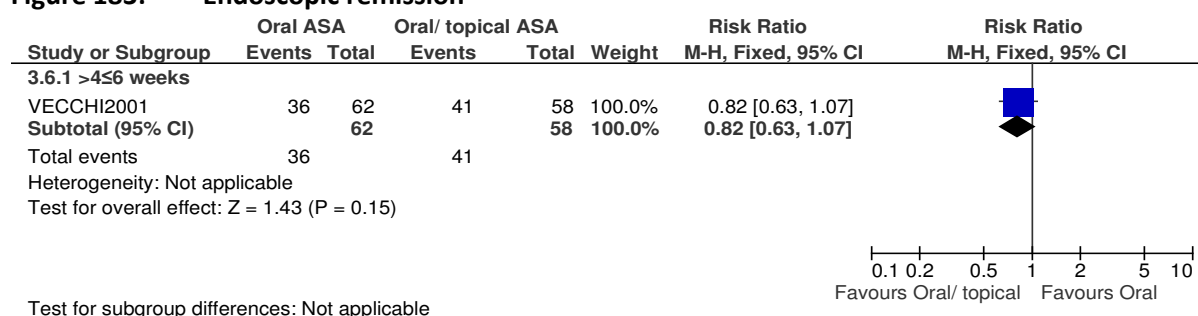 Figure 183: Endoscopic remission
Oral ASA Oral/ topical ASA Risk Ratio Risk Ratio
Study or Subgroup Events Total Events Total Weight M-H, Fixed, 95% CI M-H, Fixed, 95% CI
3.6.1 >4≤6 weeks
VECCHI2001 36 62 41 58 100.0% 0.82 [0.63, 1.07]
Subtotal (95% CI) 62 58 100.0% 0.82 [0.63, 1.07]
Total events 36 41
Heterogeneity: Not applicable
Test for overall effect: Z = 1.43 (P = 0.15)
0.1 0.2 0.5 1 2 5 10
Favours Oral/ topical Favours Oral
Test for subgroup differences: Not applicable